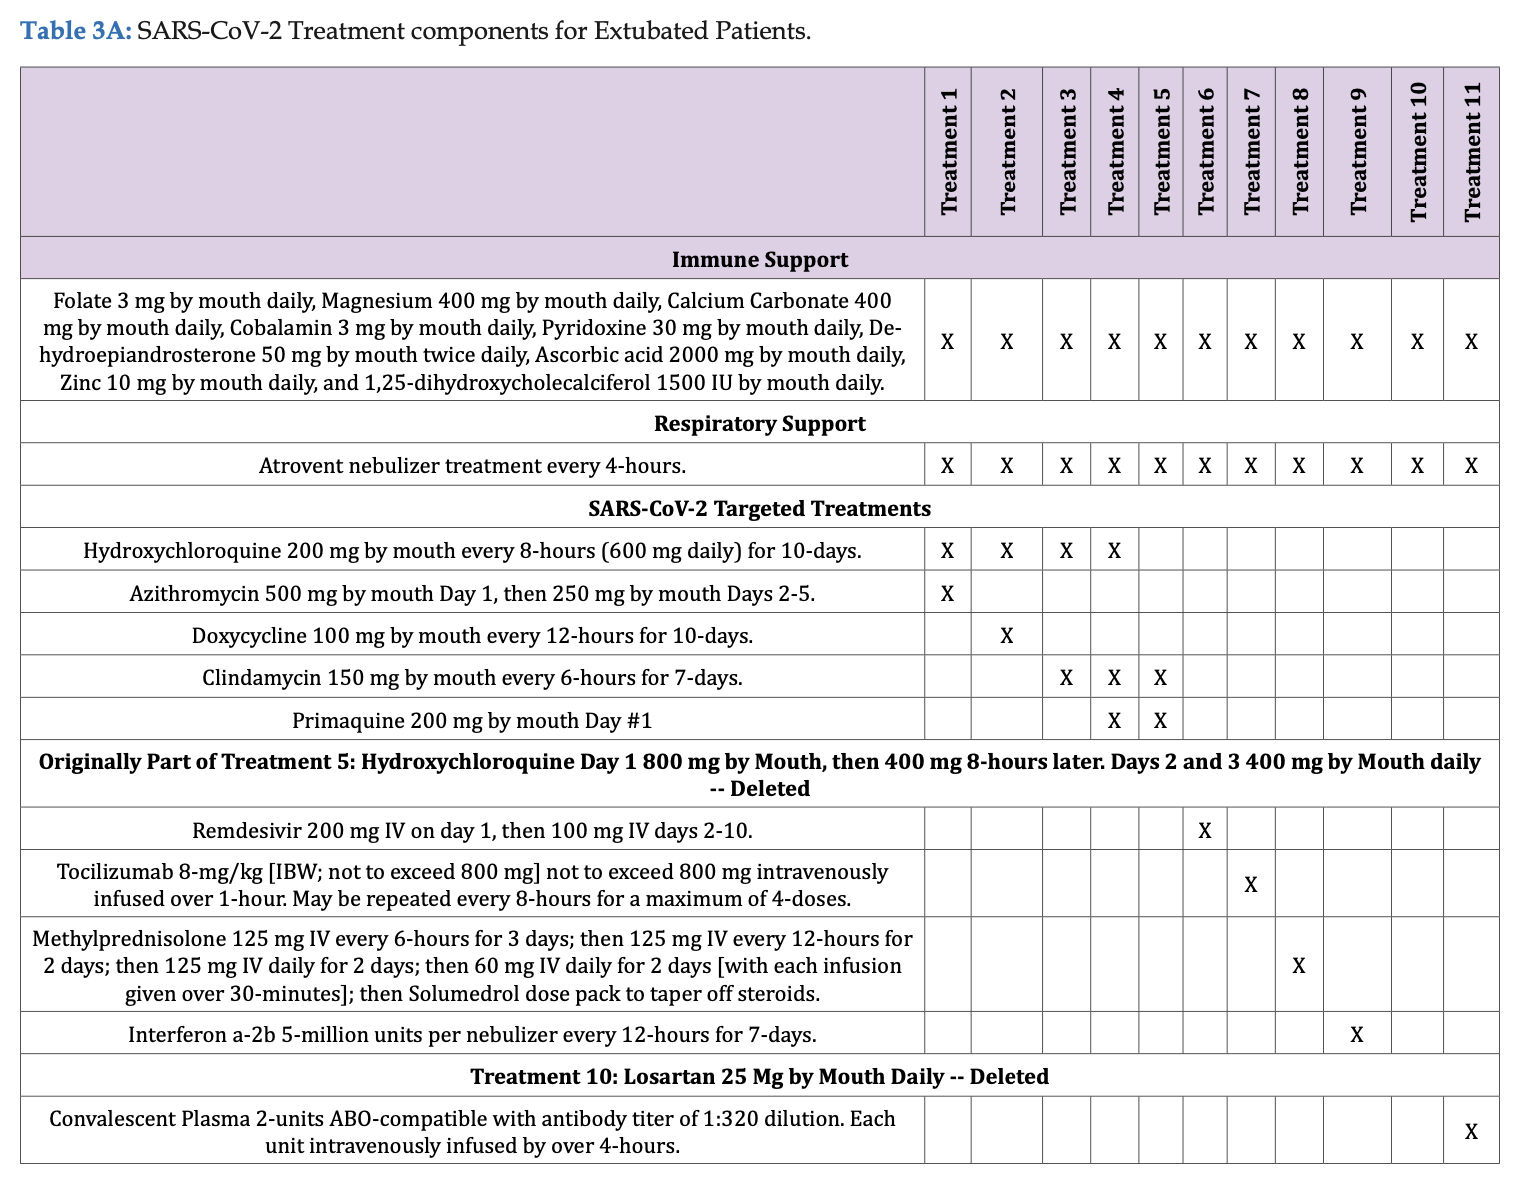 Table 3A: SARS-CoV-2 Treatment components for Extubated Patients.
Treatment 1
Treatment 2
Treatment 3
Treatment 4
Treatment 5
Treatment 6
Treatment 7
Treatment 8
Treatment 9
Treatment 10
Treatment 11
Immune Support
Folate 3 mg by mouth daily, Magnesium 400 mg by mouth daily, Calcium Carbonate 400
mg by mouth daily, Cobalamin 3 mg by mouth daily, Pyridoxine 30 mg by mouth daily, De-
hydroepiandrosterone 50 mg by mouth twice daily, Ascorbic acid 2000 mg by mouth daily,
Zinc 10 mg by mouth daily, and 1,25-dihydroxycholecalciferol 1500 IU by mouth daily.
X X X X X X X X X X X
Respiratory Support
Atrovent nebulizer treatment every 4-hours. X X X X X X X X X X X
SARS-CoV-2 Targeted Treatments
Hydroxychloroquine 200 mg by mouth every 8-hours (600 mg daily) for 10-days. X X X X
Azithromycin 500 mg by mouth Day 1, then 250 mg by mouth Days 2-5. X
Doxycycline 100 mg by mouth every 12-hours for 10-days. X
Clindamycin 150 mg by mouth every 6-hours for 7-days. X X X
Primaquine 200 mg by mouth Day #1 X X
Originally Part of Treatment 5: Hydroxychloroquine Day 1 800 mg by Mouth, then 400 mg 8-hours later. Days 2 and 3 400 mg by Mouth daily
-- Deleted
Remdesivir 200 mg IV on day 1, then 100 mg IV days 2-10. X
Tocilizumab 8-mg/kg [IBW; not to exceed 800 mg] not to exceed 800 mg intravenously
infused over 1-hour. May be repeated every 8-hours for a maximum of 4-doses.
X
Methylprednisolone 125 mg IV every 6-hours for 3 days; then 125 mg IV every 12-hours for
2 days; then 125 mg IV daily for 2 days; then 60 mg IV daily for 2 days [with each infusion
given over 30-minutes]; then Solumedrol dose pack to taper off steroids.
X
Interferon a-2b 5-million units per nebulizer every 12-hours for 7-days. X
Treatment 10: Losartan 25 Mg by Mouth Daily -- Deleted
Convalescent Plasma 2-units ABO-compatible with antibody titer of 1:320 dilution. Each
unit intravenously infused by over 4-hours.
X